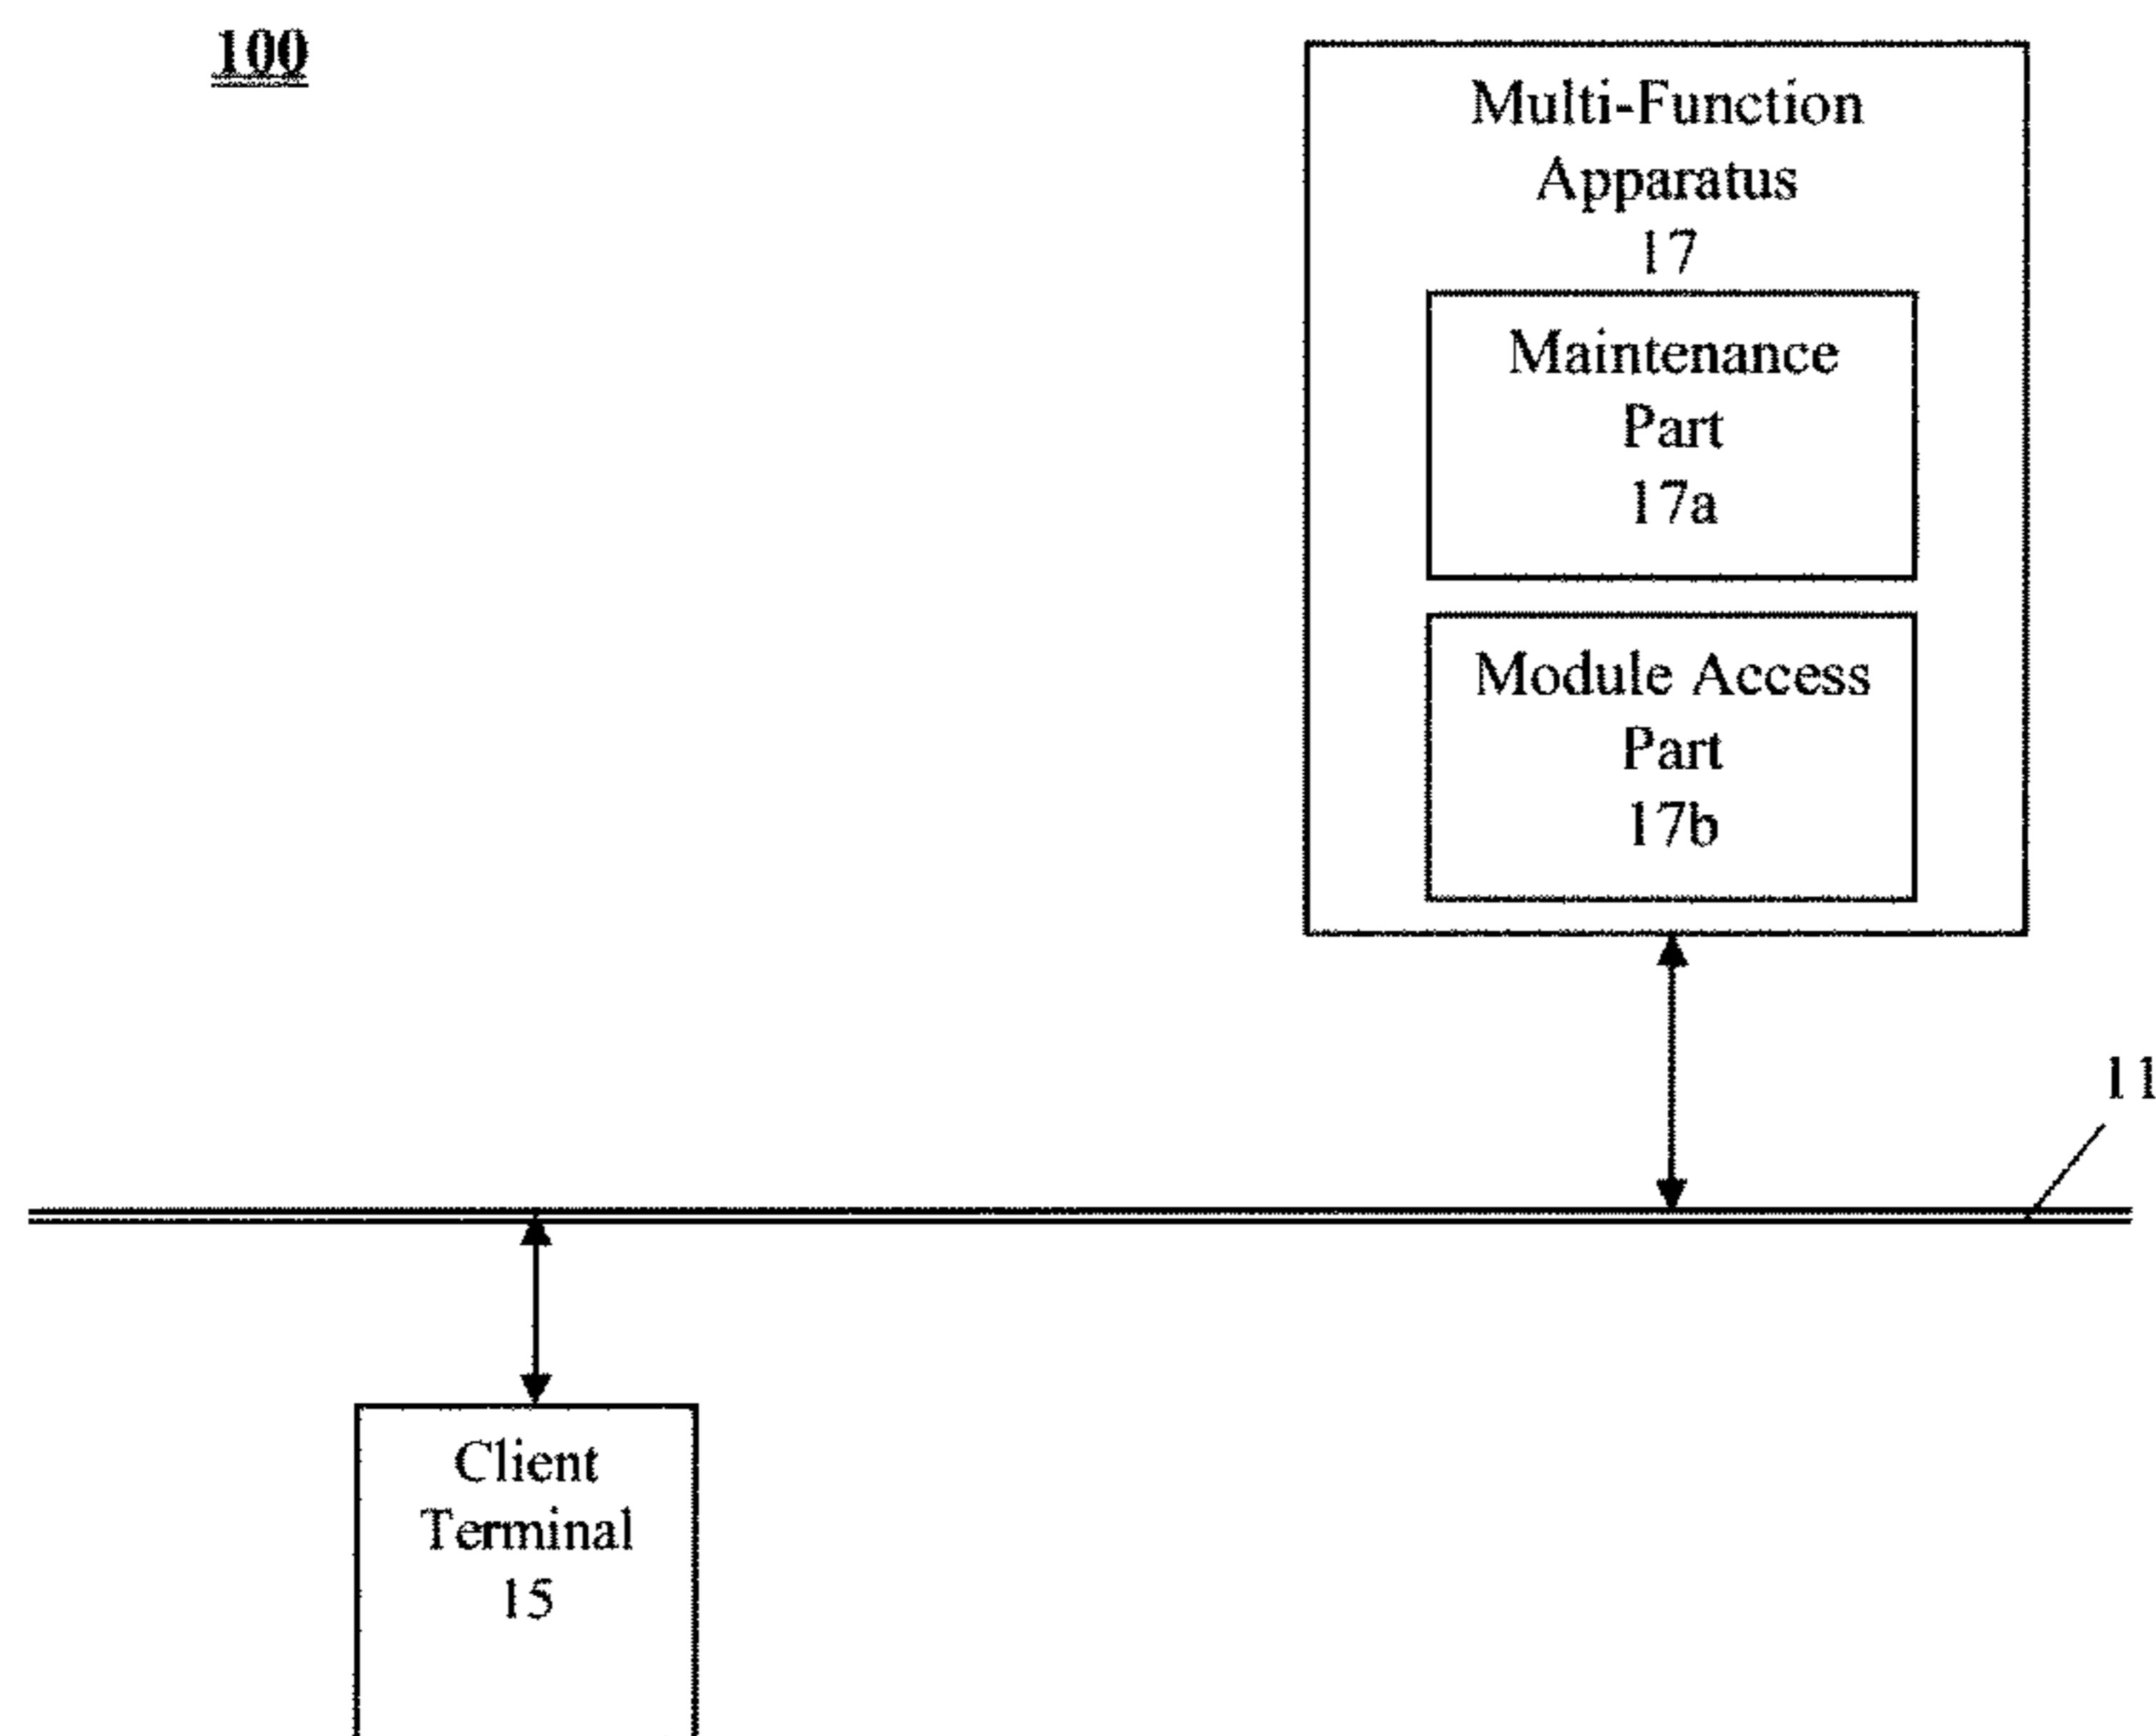 100
Multi-Function
Apparatus
17
Maintenance
Part
17a
Module Access
Part
17b
11
Client
Terminal
15